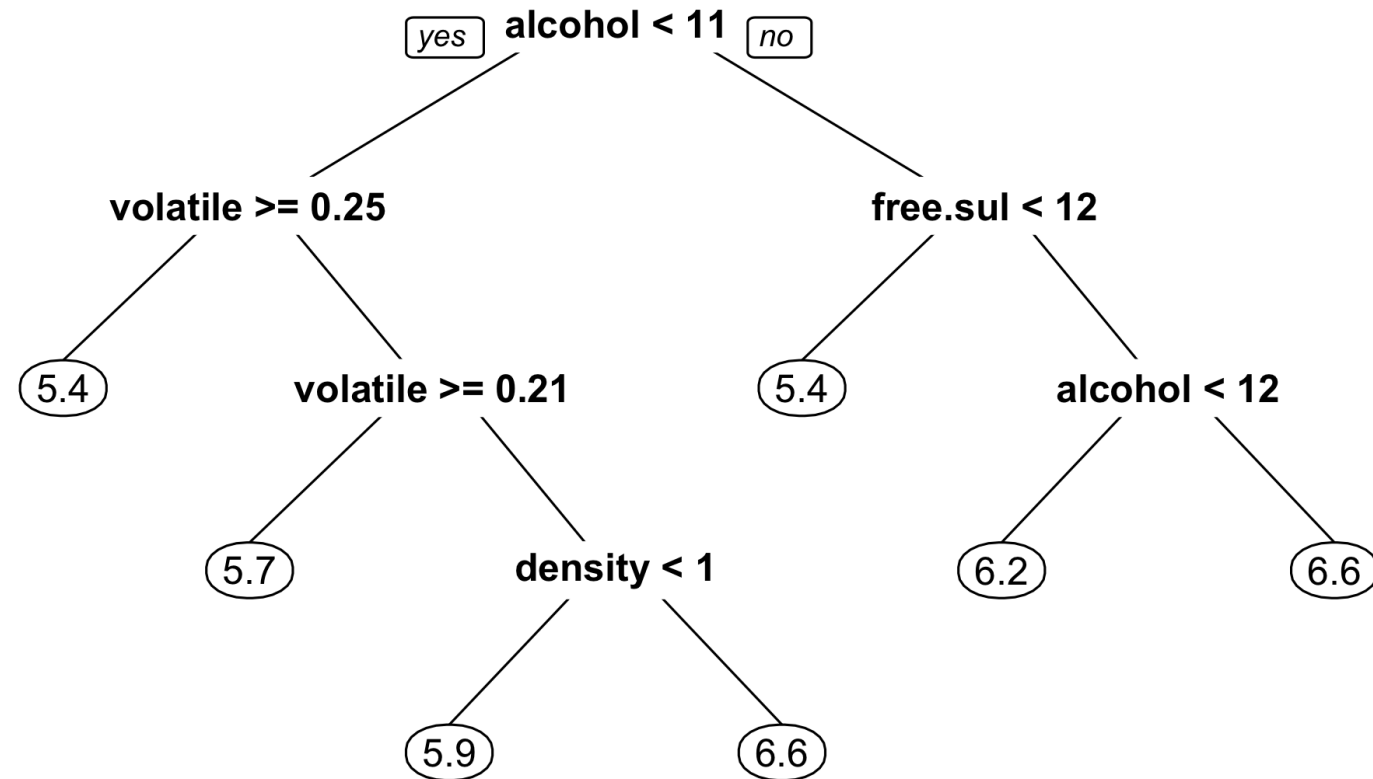 yes
alcohol < 11
no
volatile >= 0.25
free.sul < 12
5.4
volatile >= 0.21
5.4
alcohol < 12
5.7
density < 1
6.2
6.6
5.9
6.6